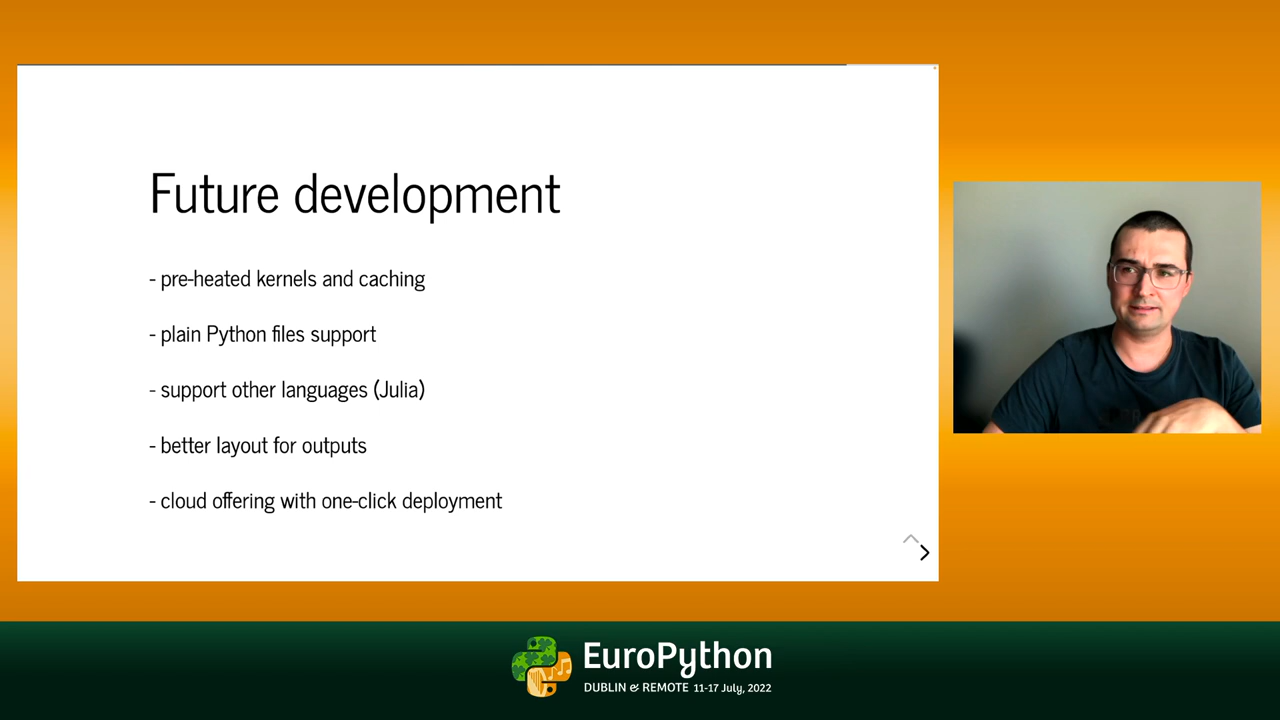 Future development
- pre-heated kernels and caching
- plain Python files support
- support other languages (Julia)
- better layout for outputs
- cloud offering with one-click deployment
EuroPython
DUBLIN & REMOTE 11-17 July, 2022